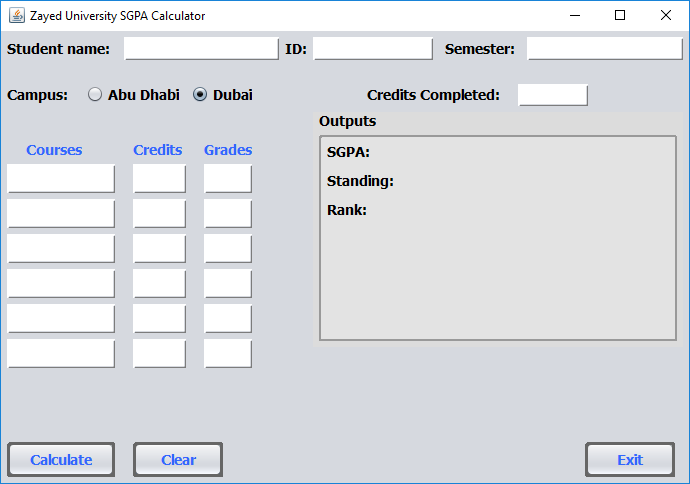 Zayed University SGPA Calculator
Student name: ID: Semester:
Campus: Abu Dhabi Dubai Credits Completed:
Outputs
Courses Credits Grades
SGPA:
Standing:
Rank:
Calculate Clear Exit